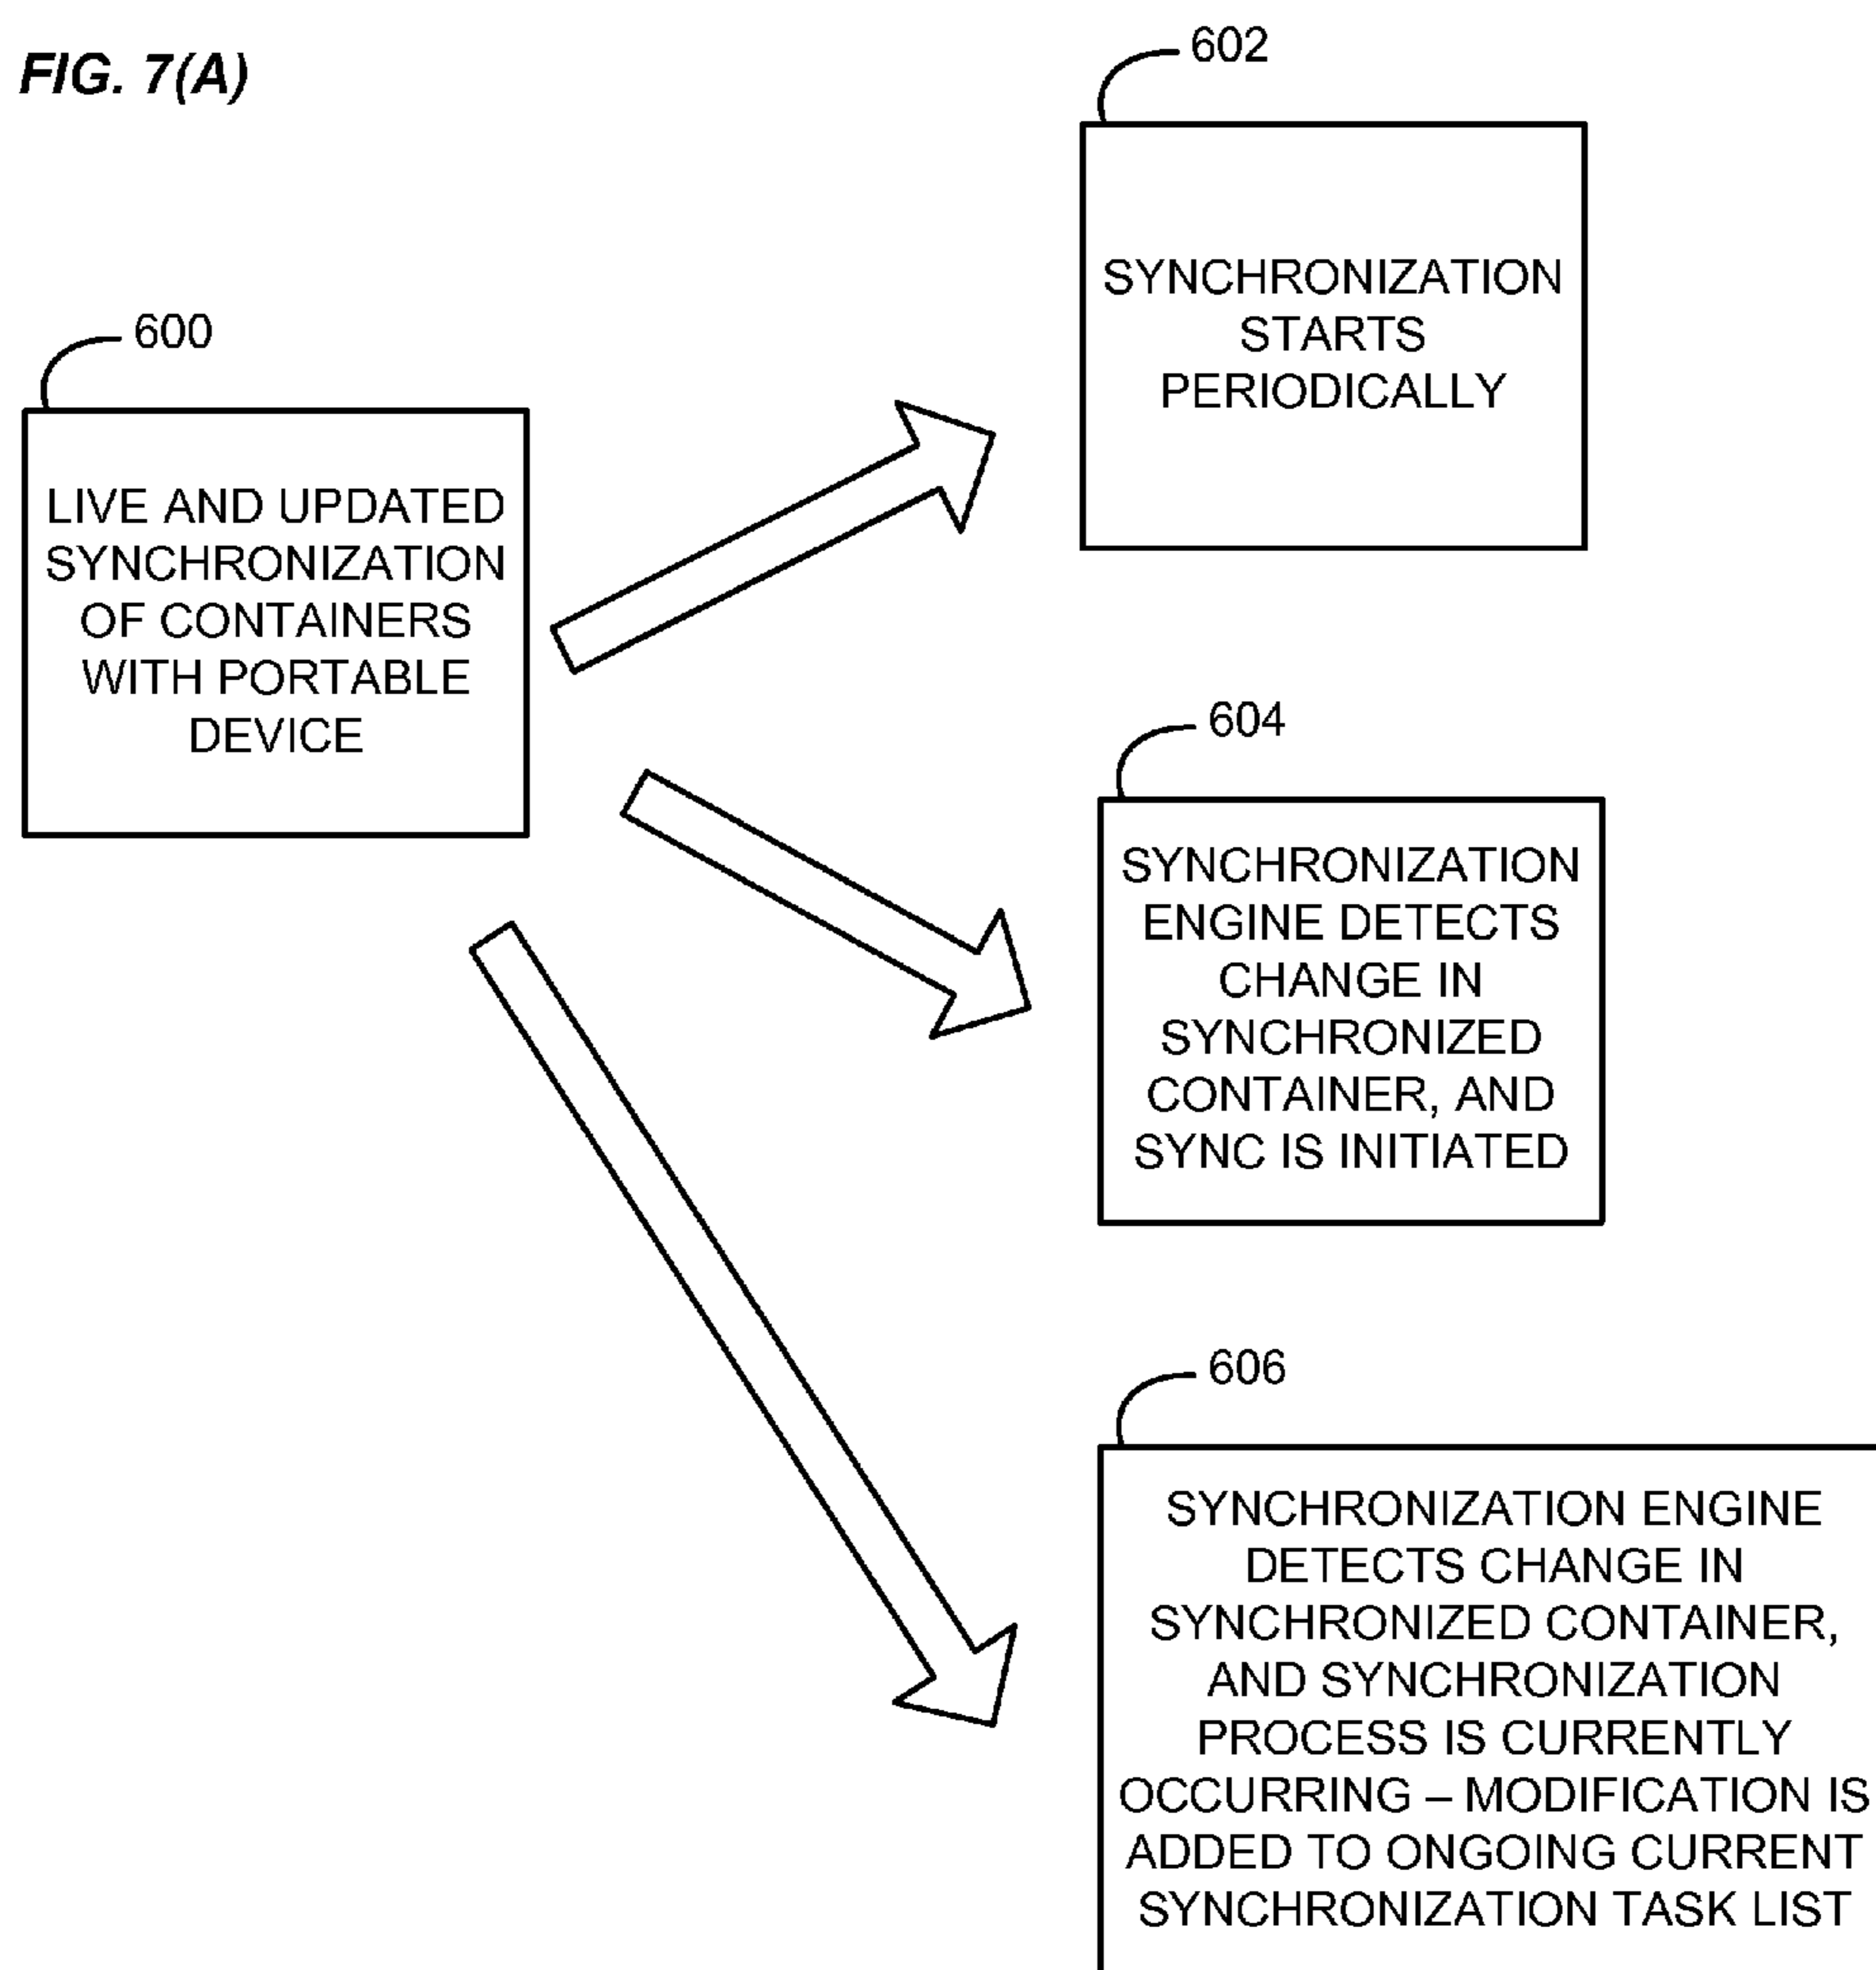 FIG. 7(A)
602
SYNCHRONIZATION
STARTS
PERIODICALLY
600
LIVE AND UPDATED
SYNCHRONIZATION
OF CONTAINERS
WITH PORTABLE
DEVICE
604
SYNCHRONIZATION
ENGINE DETECTS
CHANGE IN
SYNCHRONIZED
CONTAINER, AND
SYNC IS INITIATED
606
SYNCHRONIZATION ENGINE
DETECTS CHANGE IN
SYNCHRONIZED CONTAINER,
AND SYNCHRONIZATION
PROCESS IS CURRENTLY
OCCURRING – MODIFICATION IS
ADDED TO ONGOING CURRENT
SYNCHRONIZATION TASK LIST